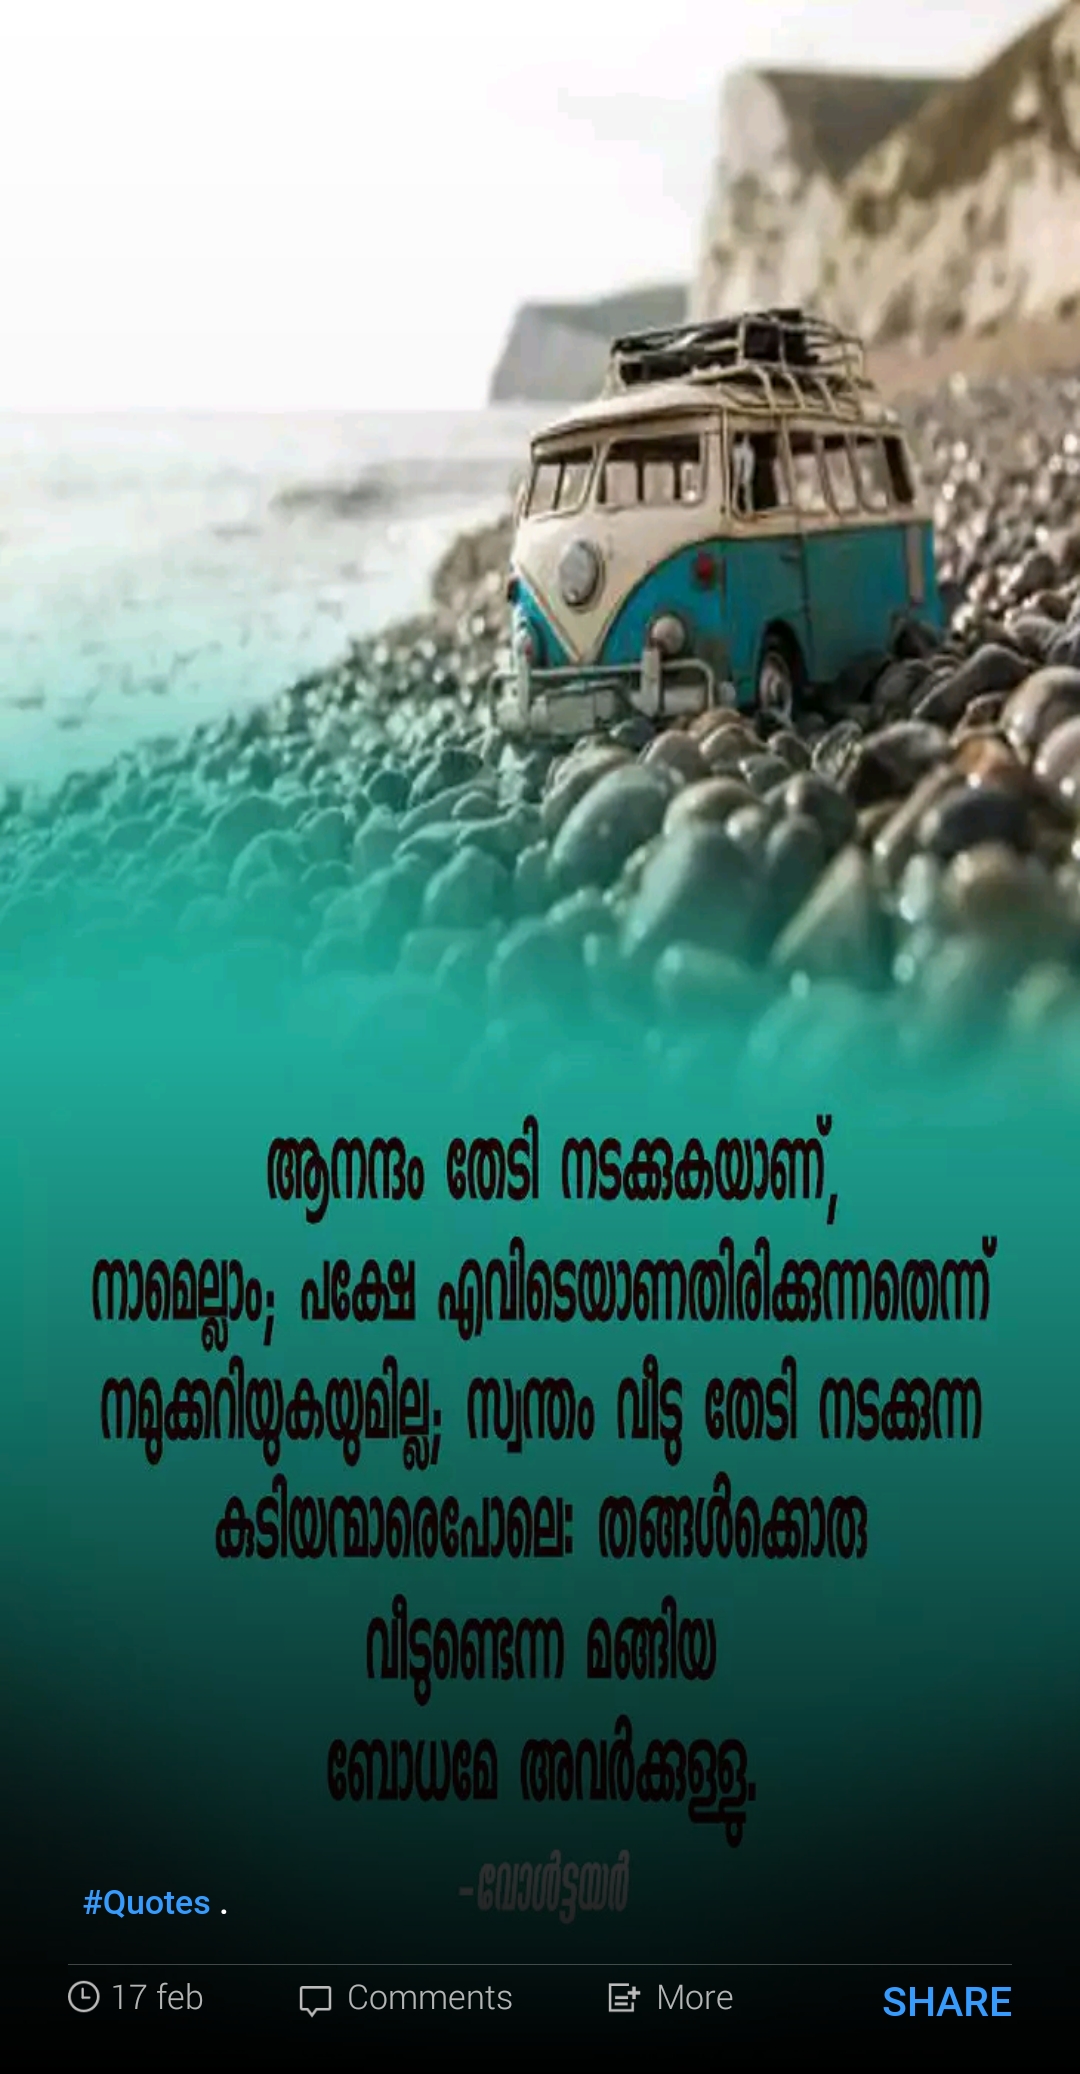 ആനന്ദം തേടി നടക്കുകയാണ്,
നാമെല്ലാം; പക്ഷേ എവിടെയാണതിരിക്കുന്നതെന്ന്
നമുക്കറിയുകയുമില്ല; സ്വന്തം വീടു തേടി നടക്കുന്ന
കുടിയന്മാരെപോലെ: തങ്ങൾക്കൊരു
വീടുണ്ടെന്ന മങ്ങിയ
ബോധമേ അവർക്കുള്ളു.
-വോൾട്ടയർ
#Quotes .
17 feb Comments More SHARE